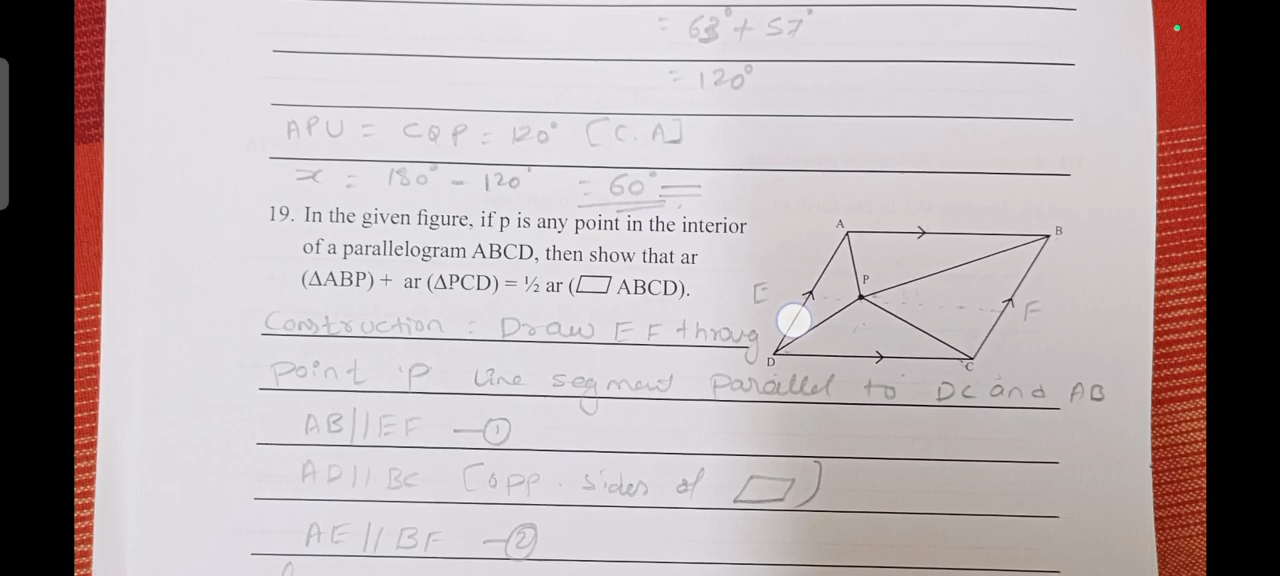 = 63° + 57°
= 120°
APU = CQP = 120° [C.A]
x = 180° - 120° = 60°
19. In the given figure, if p is any point in the interior
of a parallelogram ABCD, then show that ar
(ΔABP) + ar (ΔPCD) = ½ ar (▱ ABCD).
A
B
P
E
F
D
C
Construction : Draw EF throug
point 'p line segment parallel to DC and AB
AB||EF —①
AD||BC [opp. sides of ▱]
AE||BF —②